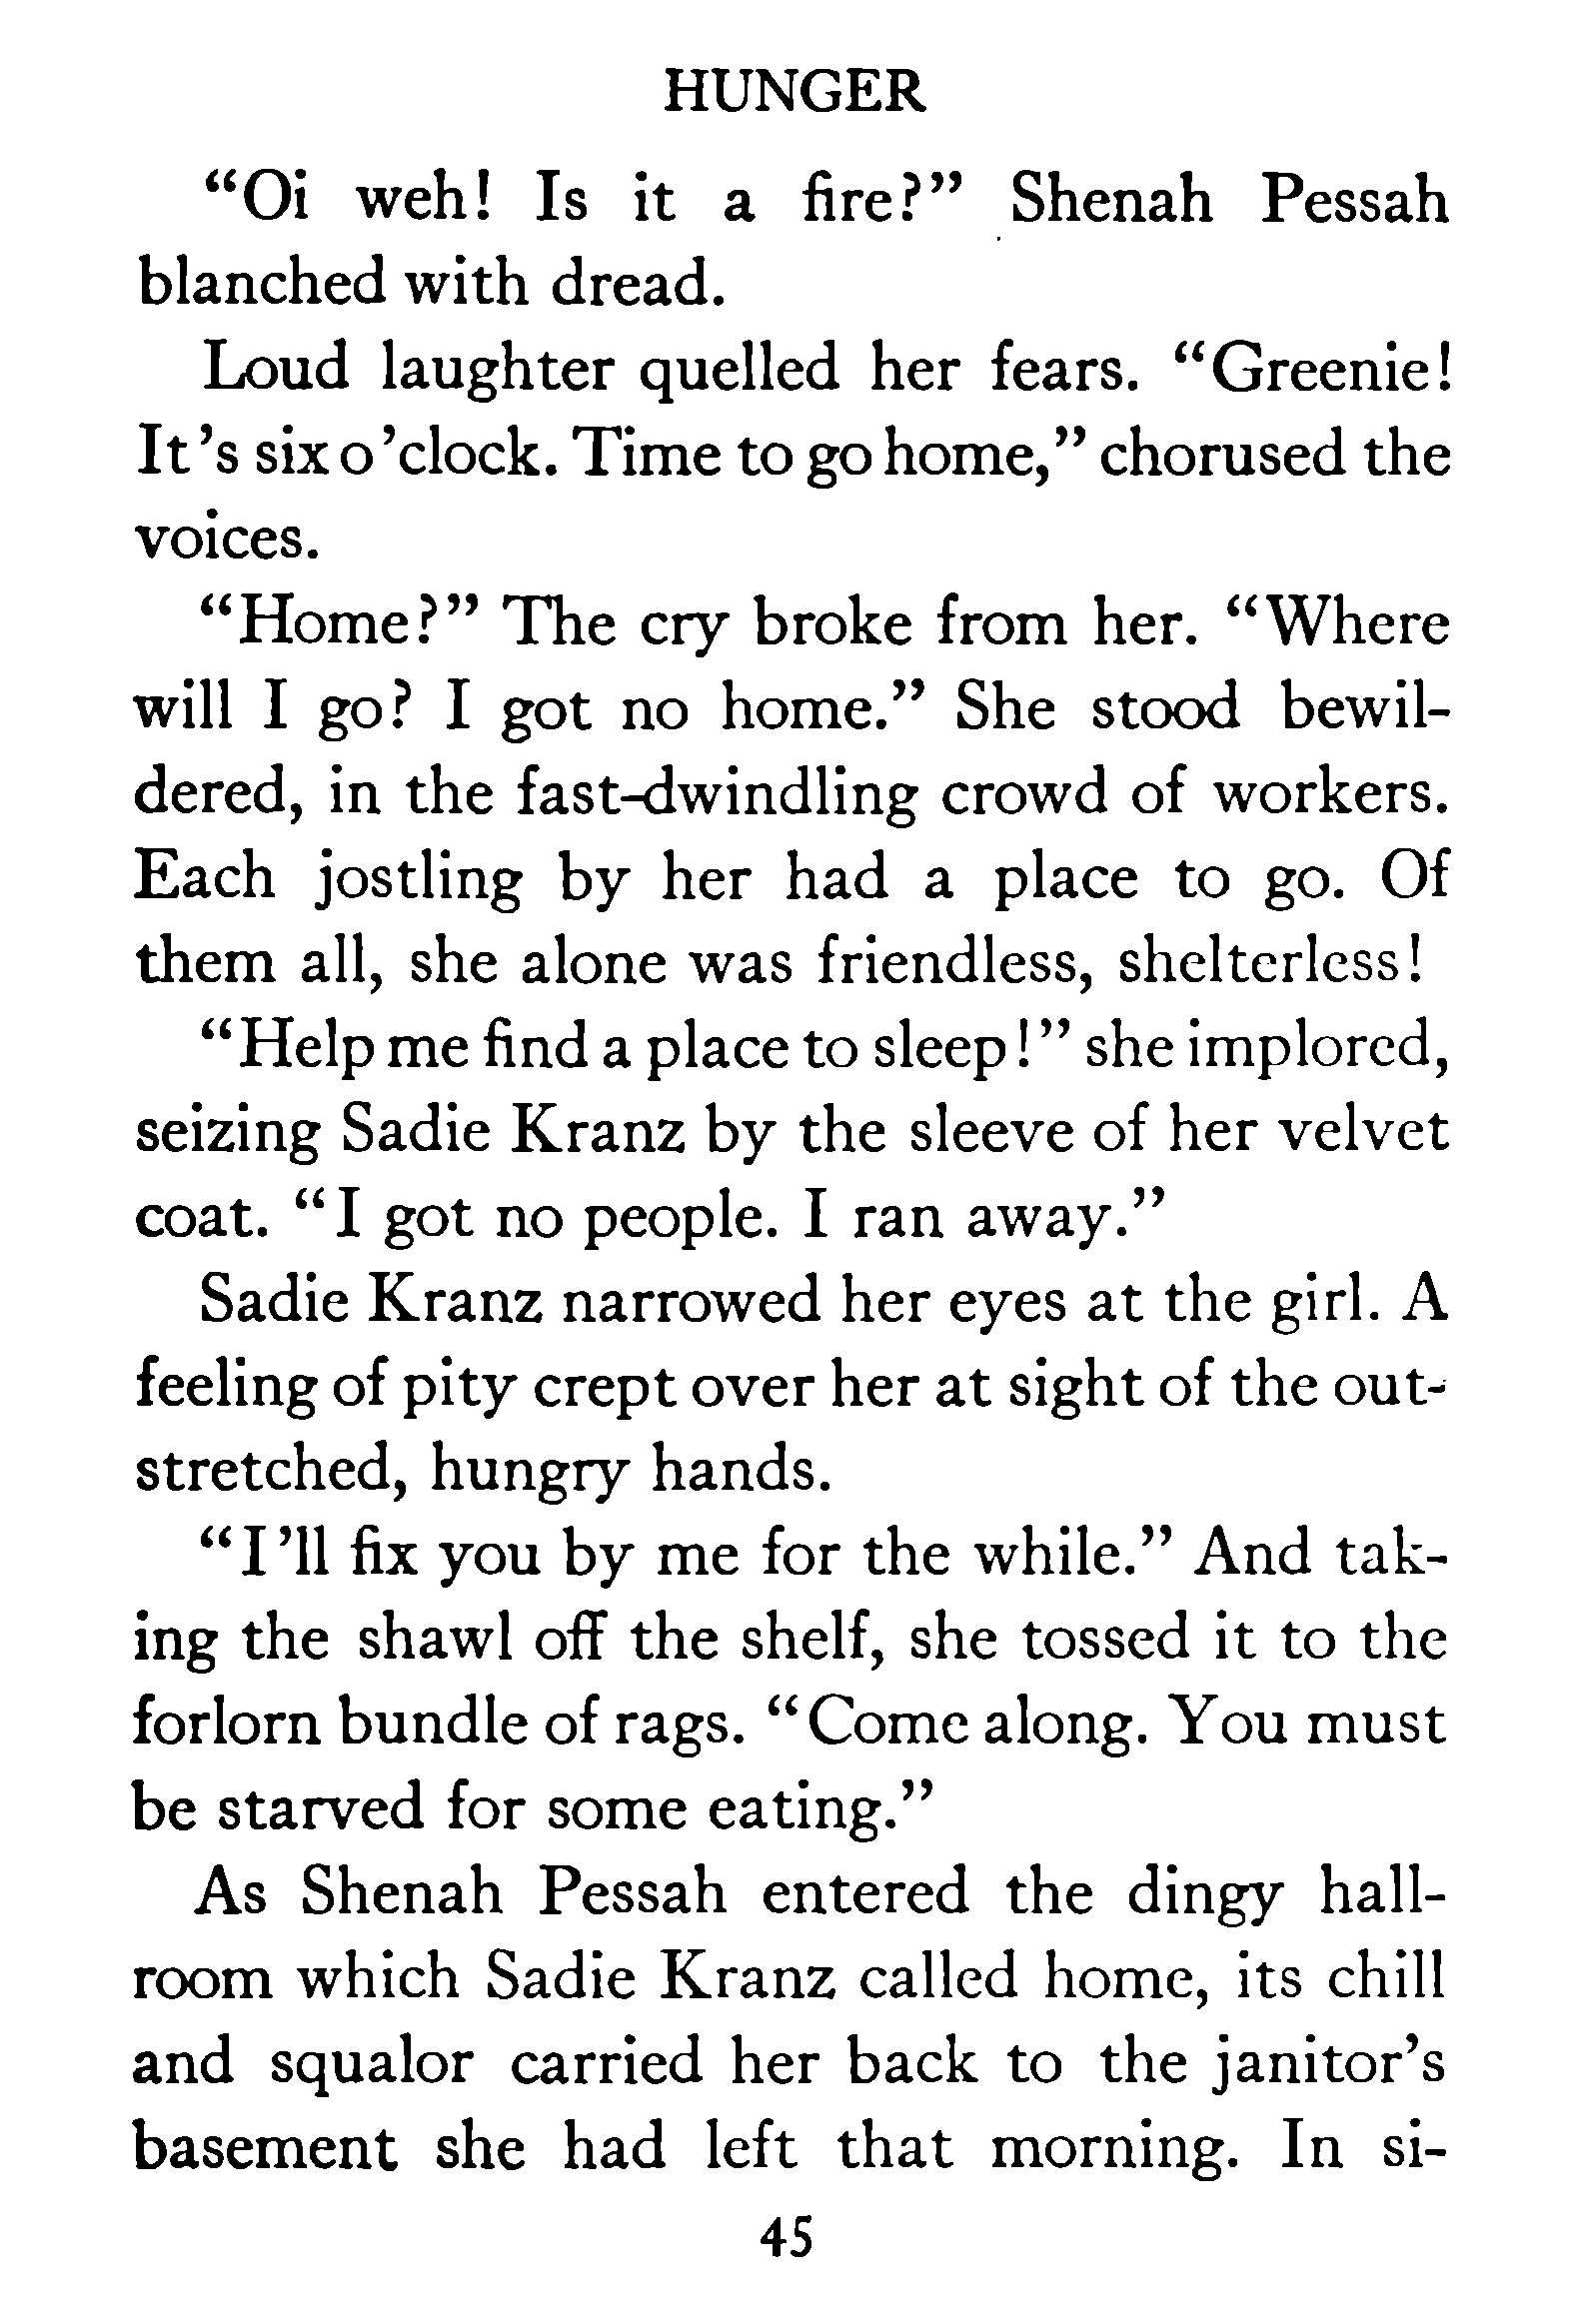 HUNGER
“Oi weh! Is it a fire?” Shenah Pessah
blanched with dread.
Loud laughter quelled her fears. “Greenie!
It’s six o’clock. Time to go home,” chorused the
voices.
“Home?” The cry broke from her. “Where
will I go? I got no home.” She stood bewil-
dered, in the fast-dwindling crowd of workers.
Each jostling by her had a place to go. Of
them all, she alone was friendless, shelterless!
“Help me find a place to sleep!” she implored,
seizing Sadie Kranz by the sleeve of her velvet
coat. “I got no people. I ran away.”
Sadie Kranz narrowed her eyes at the girl. A
feeling of pity crept over her at sight of the out-
stretched, hungry hands.
“I’ll fix you by me for the while.” And tak-
ing the shawl off the shelf, she tossed it to the
forlorn bundle of rags. “Come along. You must
be starved for some eating.”
As Shenah Pessah entered the dingy hall-
room which Sadie Kranz called home, its chill
and squalor carried her back to the janitor’s
basement she had left that morning. In si-
45